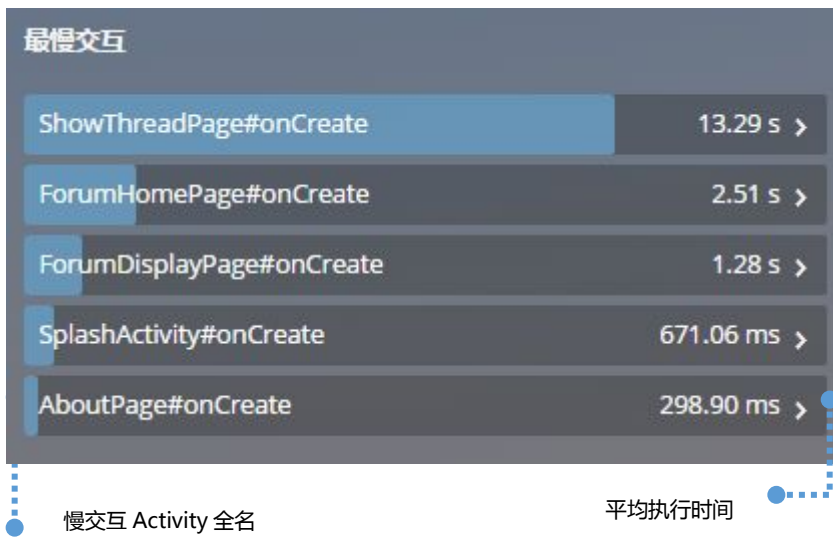 最慢交互
ShowThreadPage#onCreate 13.29 s
ForumHomePage#onCreate 2.51 s
ForumDisplayPage#onCreate 1.28 s
SplashActivity#onCreate 671.06 ms
AboutPage#onCreate 298.90 ms
慢交互 Activity 全名
平均执行时间